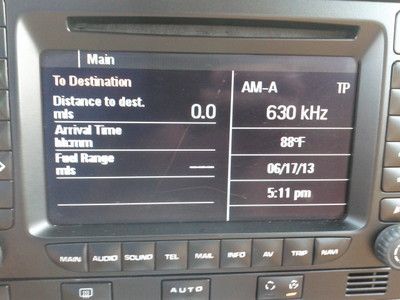 Main
To Destination
Distance to dest.
mls 0.0
Arrival Time
hh:mm
Fuel Range
mls ----
AM-A TP
630 kHz
88°F
06/17/13
5:11 pm
MAIN AUDIO SOUND TEL MAIL INFO AV TRIP NAVI
AUTO